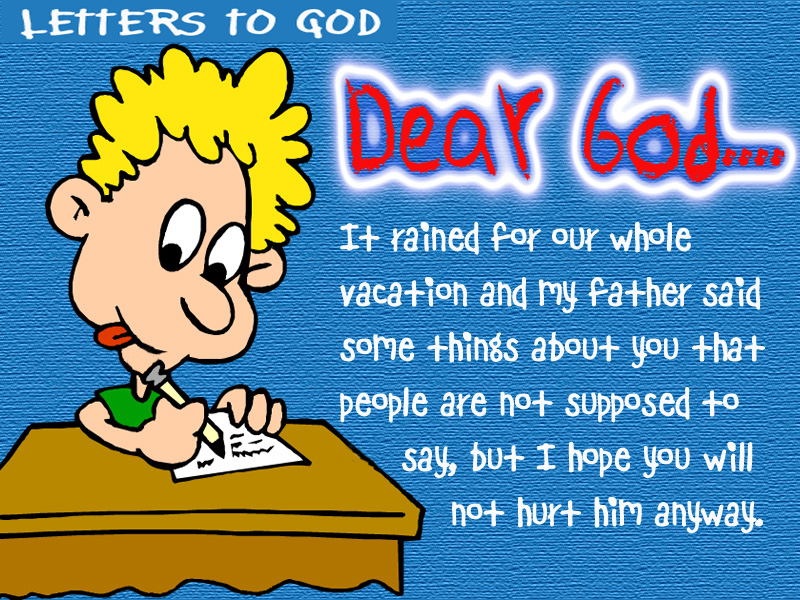 LETTERS TO GOD
Dear God....
It rained for our whole
vacation and my father said
some things about you that
people are not supposed to
say, but I hope you will
not hurt him anyway.